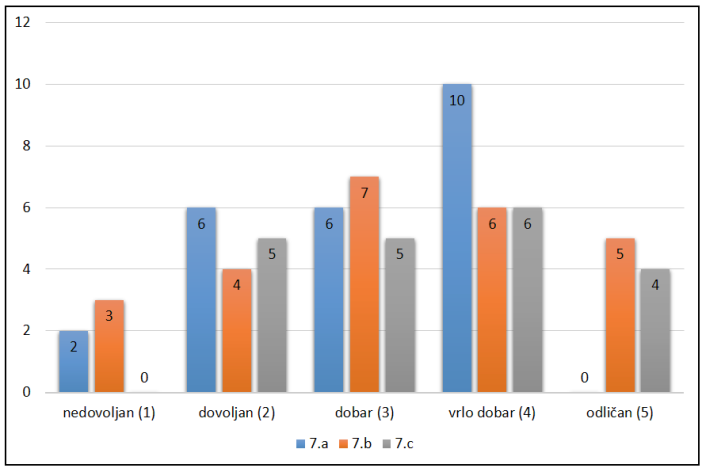 12
10
8
6
4
2
0
2
3
0
6
4
5
6
7
5
10
6
6
0
5
4
nedovoljan (1)
dovoljan (2)
dobar (3)
vrlo dobar (4)
odličan (5)
7.a
7.b
7.c